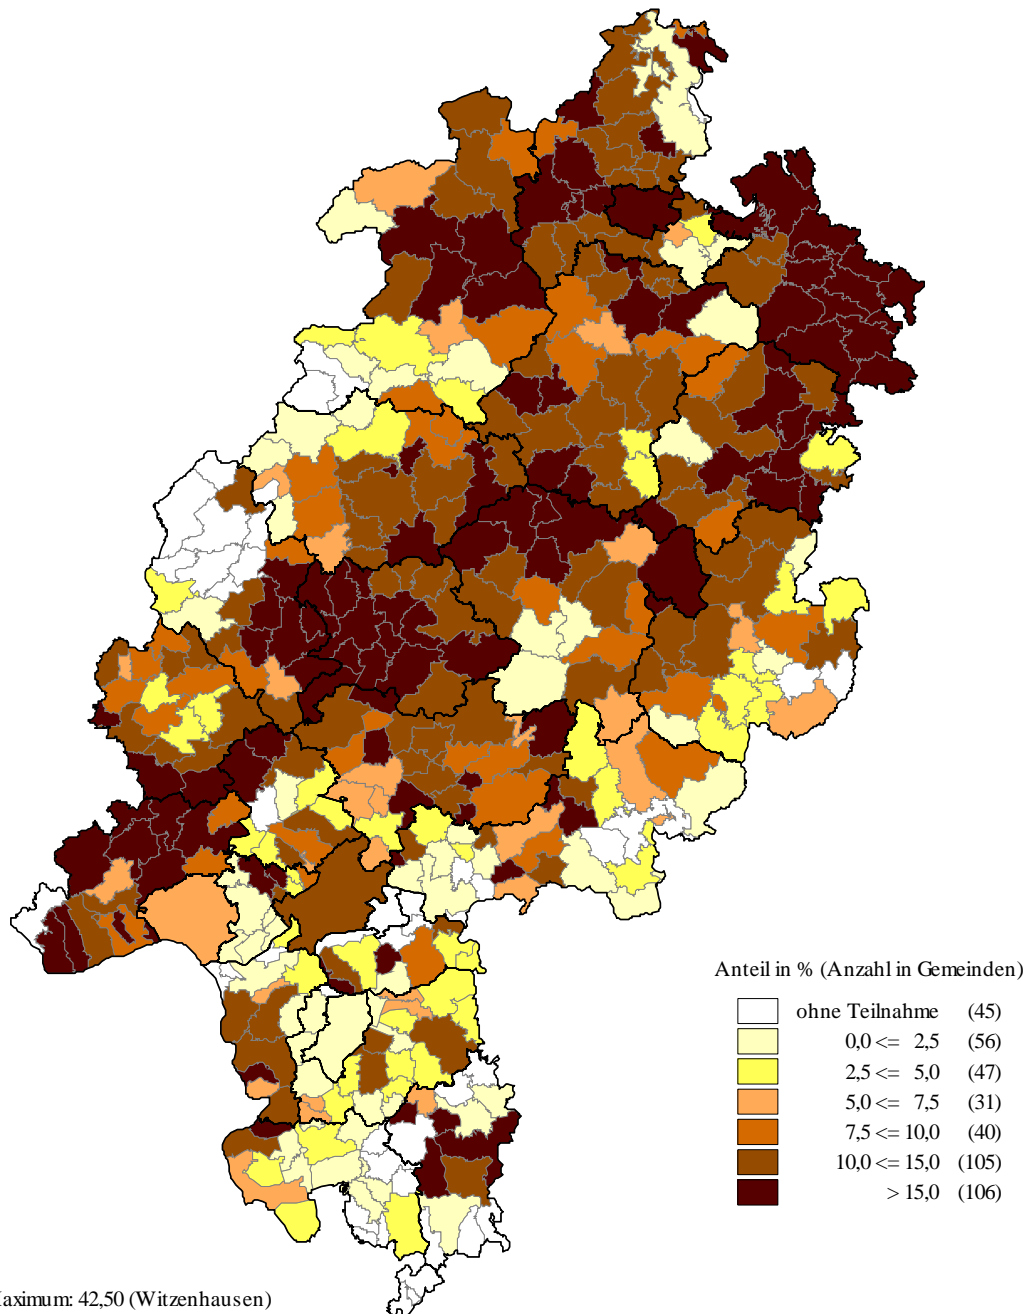 Anteil in % (Anzahl in Gemeinden)
ohne Teilnahme (45)
0,0 <= 2,5 (56)
2,5 <= 5,0 (47)
5,0 <= 7,5 (31)
7,5 <= 10,0 (40)
10,0 <= 15,0 (105)
> 15,0 (106)
aximum: 42,50 (Witzenhausen)